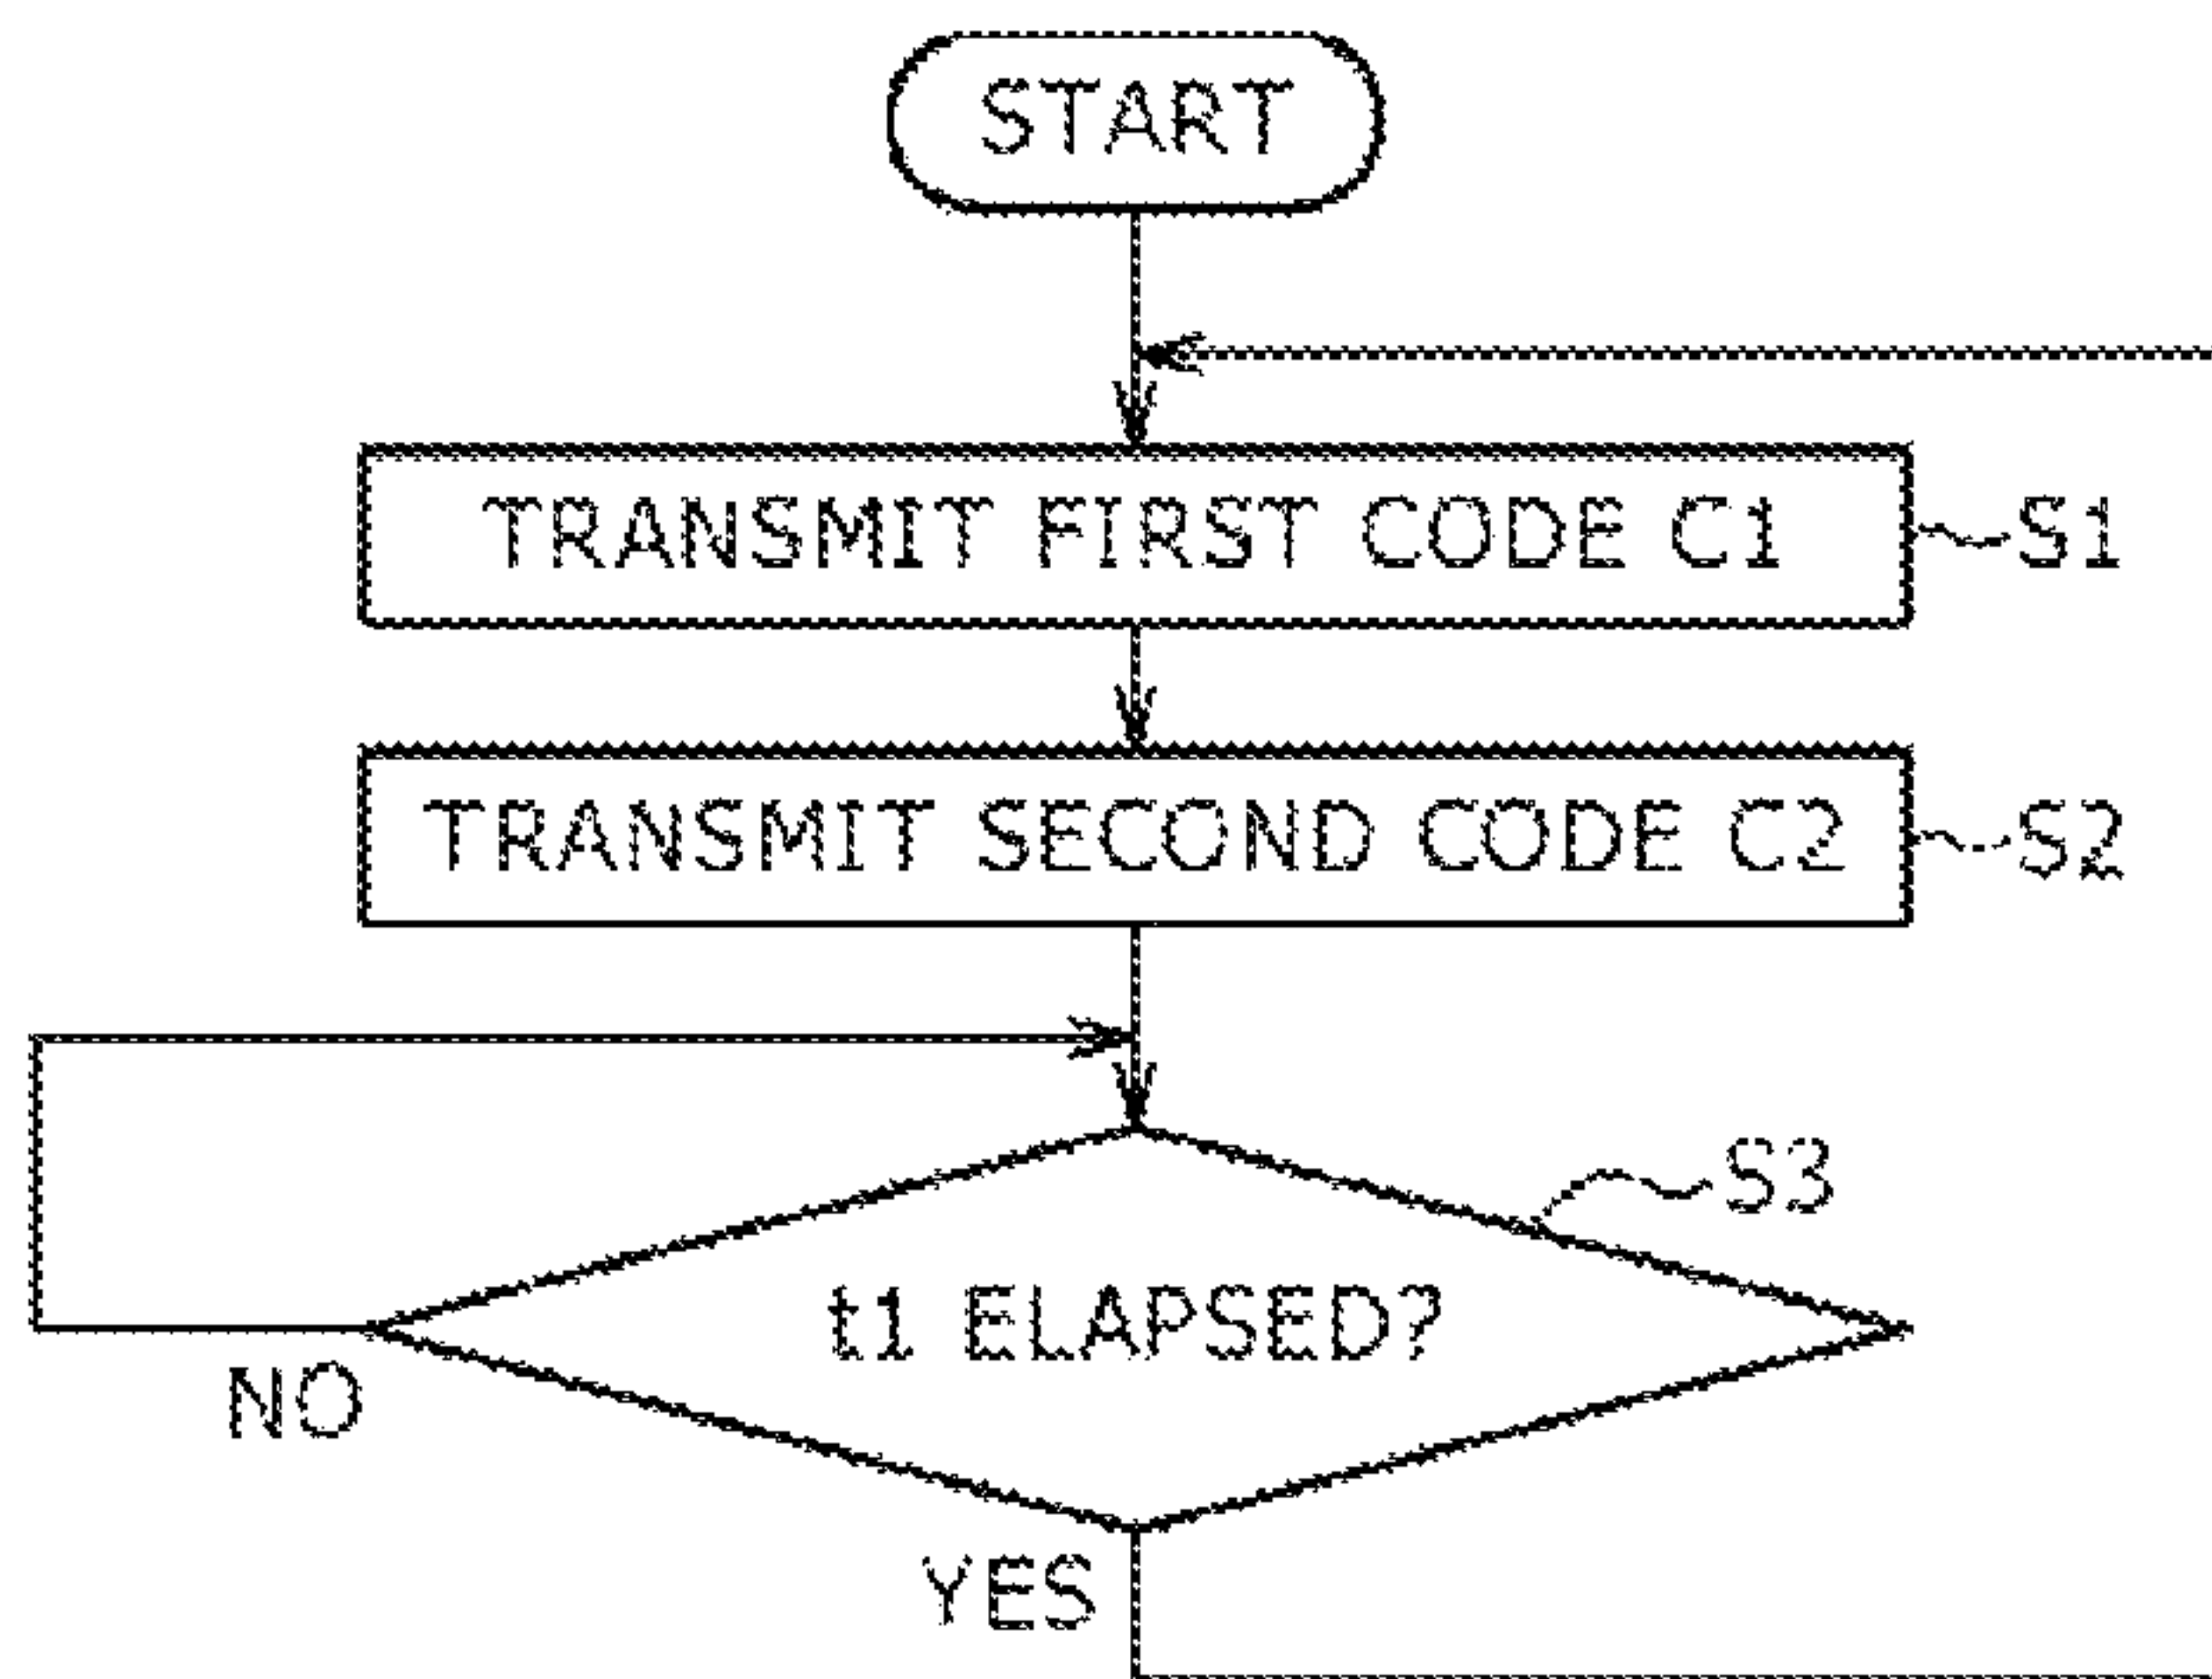 START
TRANSMIT FIRST CODE C1
S1
TRANSMIT SECOND CODE C2
S2
S3
t1 ELAPSED?
NO
YES